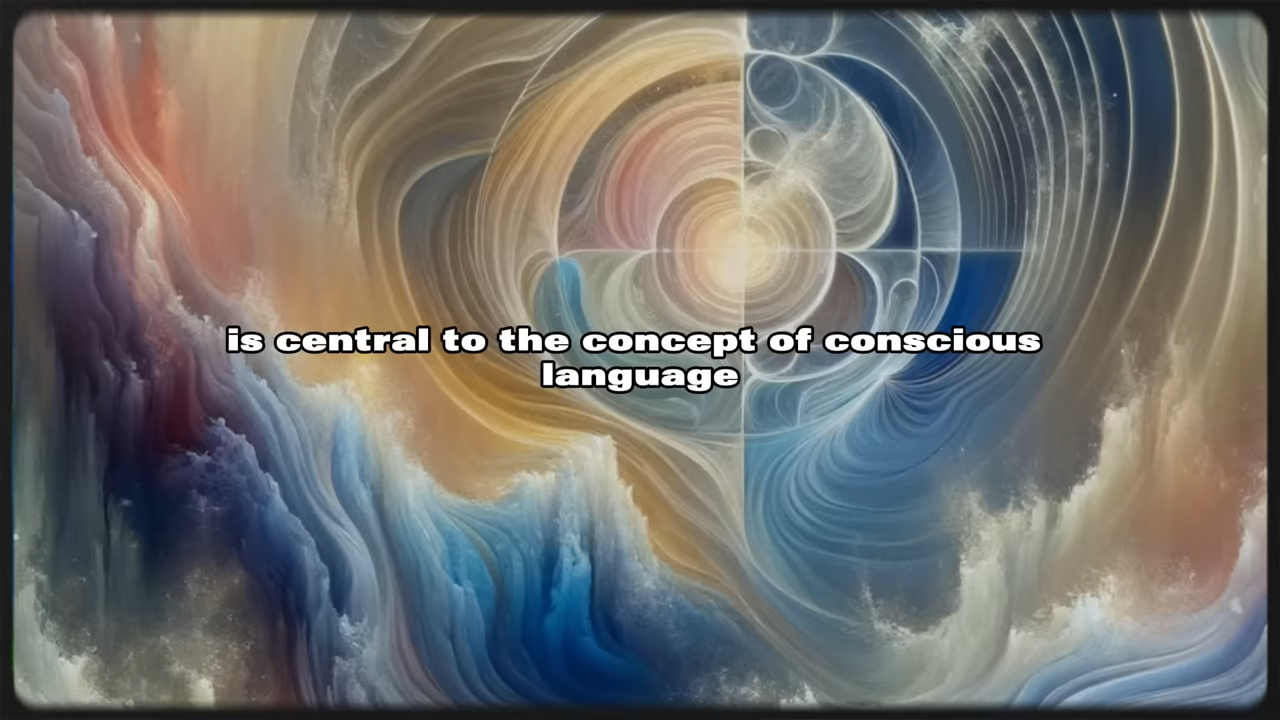 is central to the concept of conscious
language